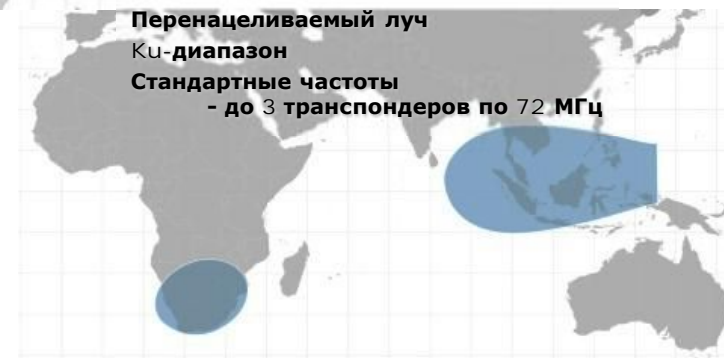 Перенацеливаемый луч
Ku-диапазон
Стандартные частоты
- до 3 транспондеров по 72 МГц